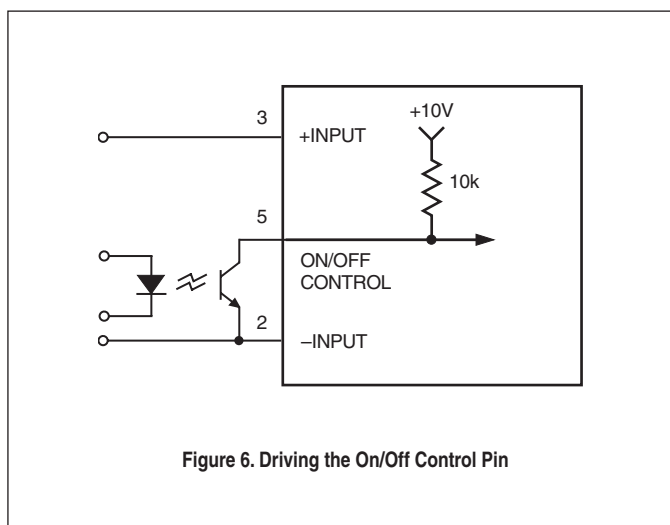 +10V
3
+INPUT
10k
5
ON/OFF
CONTROL
2
–INPUT
Figure 6. Driving the On/Off Control Pin